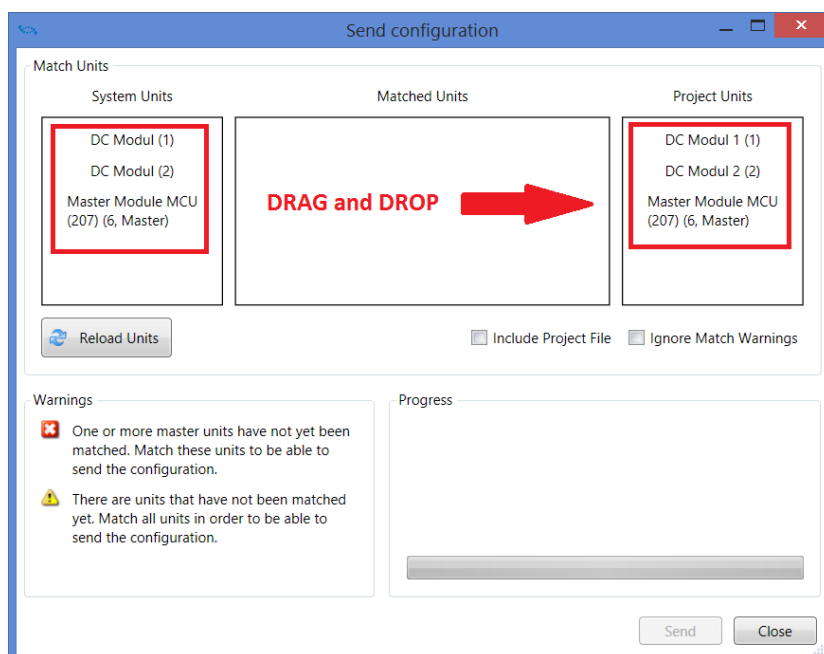 Send configuration
Match Units
System Units
Matched Units
Project Units
DC Modul (1)
DC Modul (2)
Master Module MCU
(207) (6, Master)
DRAG and DROP
DC Modul 1 (1)
DC Modul 2 (2)
Master Module MCU
(207) (6, Master)
Reload Units
Include Project File
Ignore Match Warnings
Warnings
One or more master units have not yet been
matched. Match these units to be able to
send the configuration.
There are units that have not been matched
yet. Match all units in order to be able to
send the configuration.
Progress
Send
Close